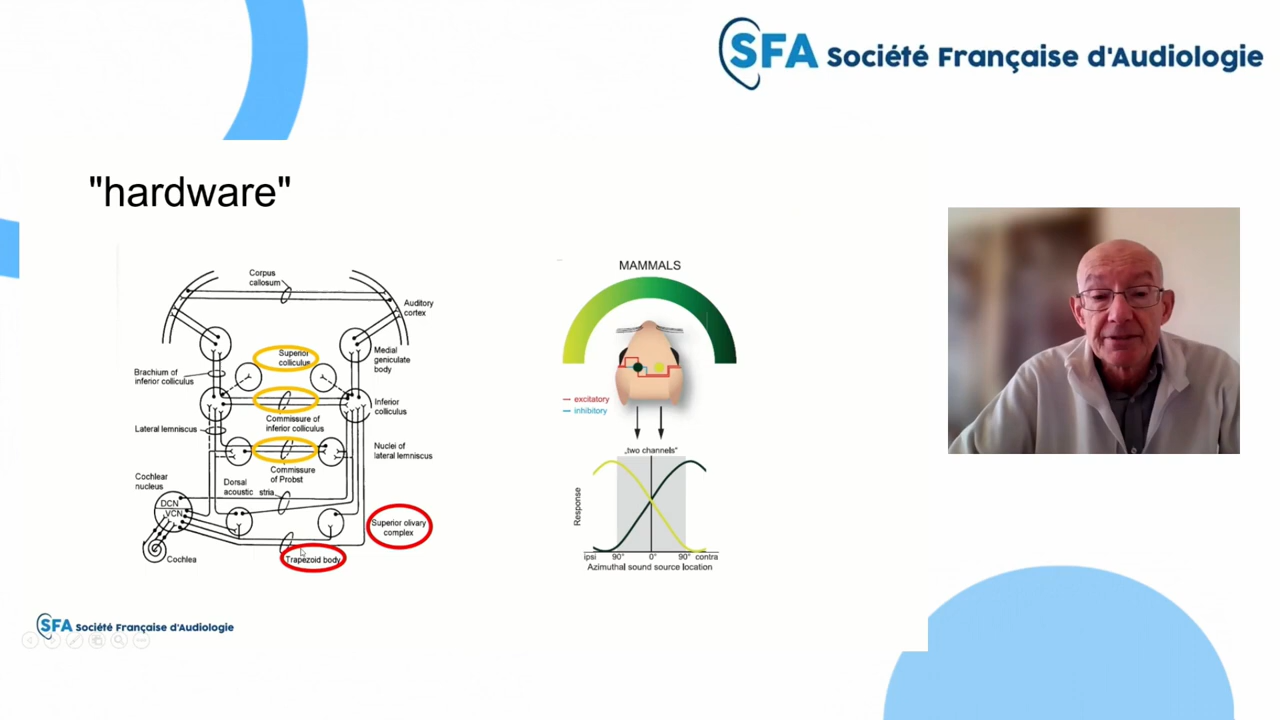 SFA Société Française d'Audiologie
"hardware"
Corpus
callosum
Auditory
cortex
Superior
colliculus
Medial
geniculate
body
Brachium of
inferior colliculus
Inferior
colliculus
Commissure of
inferior colliculus
Lateral lemniscus
Nuclei of
lateral lemniscus
Commissure
of Probst
Cochlear
nucleus
Dorsal
acoustic stria
DCN
VCN
Superior olivary
complex
Trapezoid body
Cochlea
MAMMALS
excitatory
inhibitory
„two channels“
Response
ipsi 90° 0° 90° contra
Azimuthal sound source location
SFA Société Française d'Audiologie